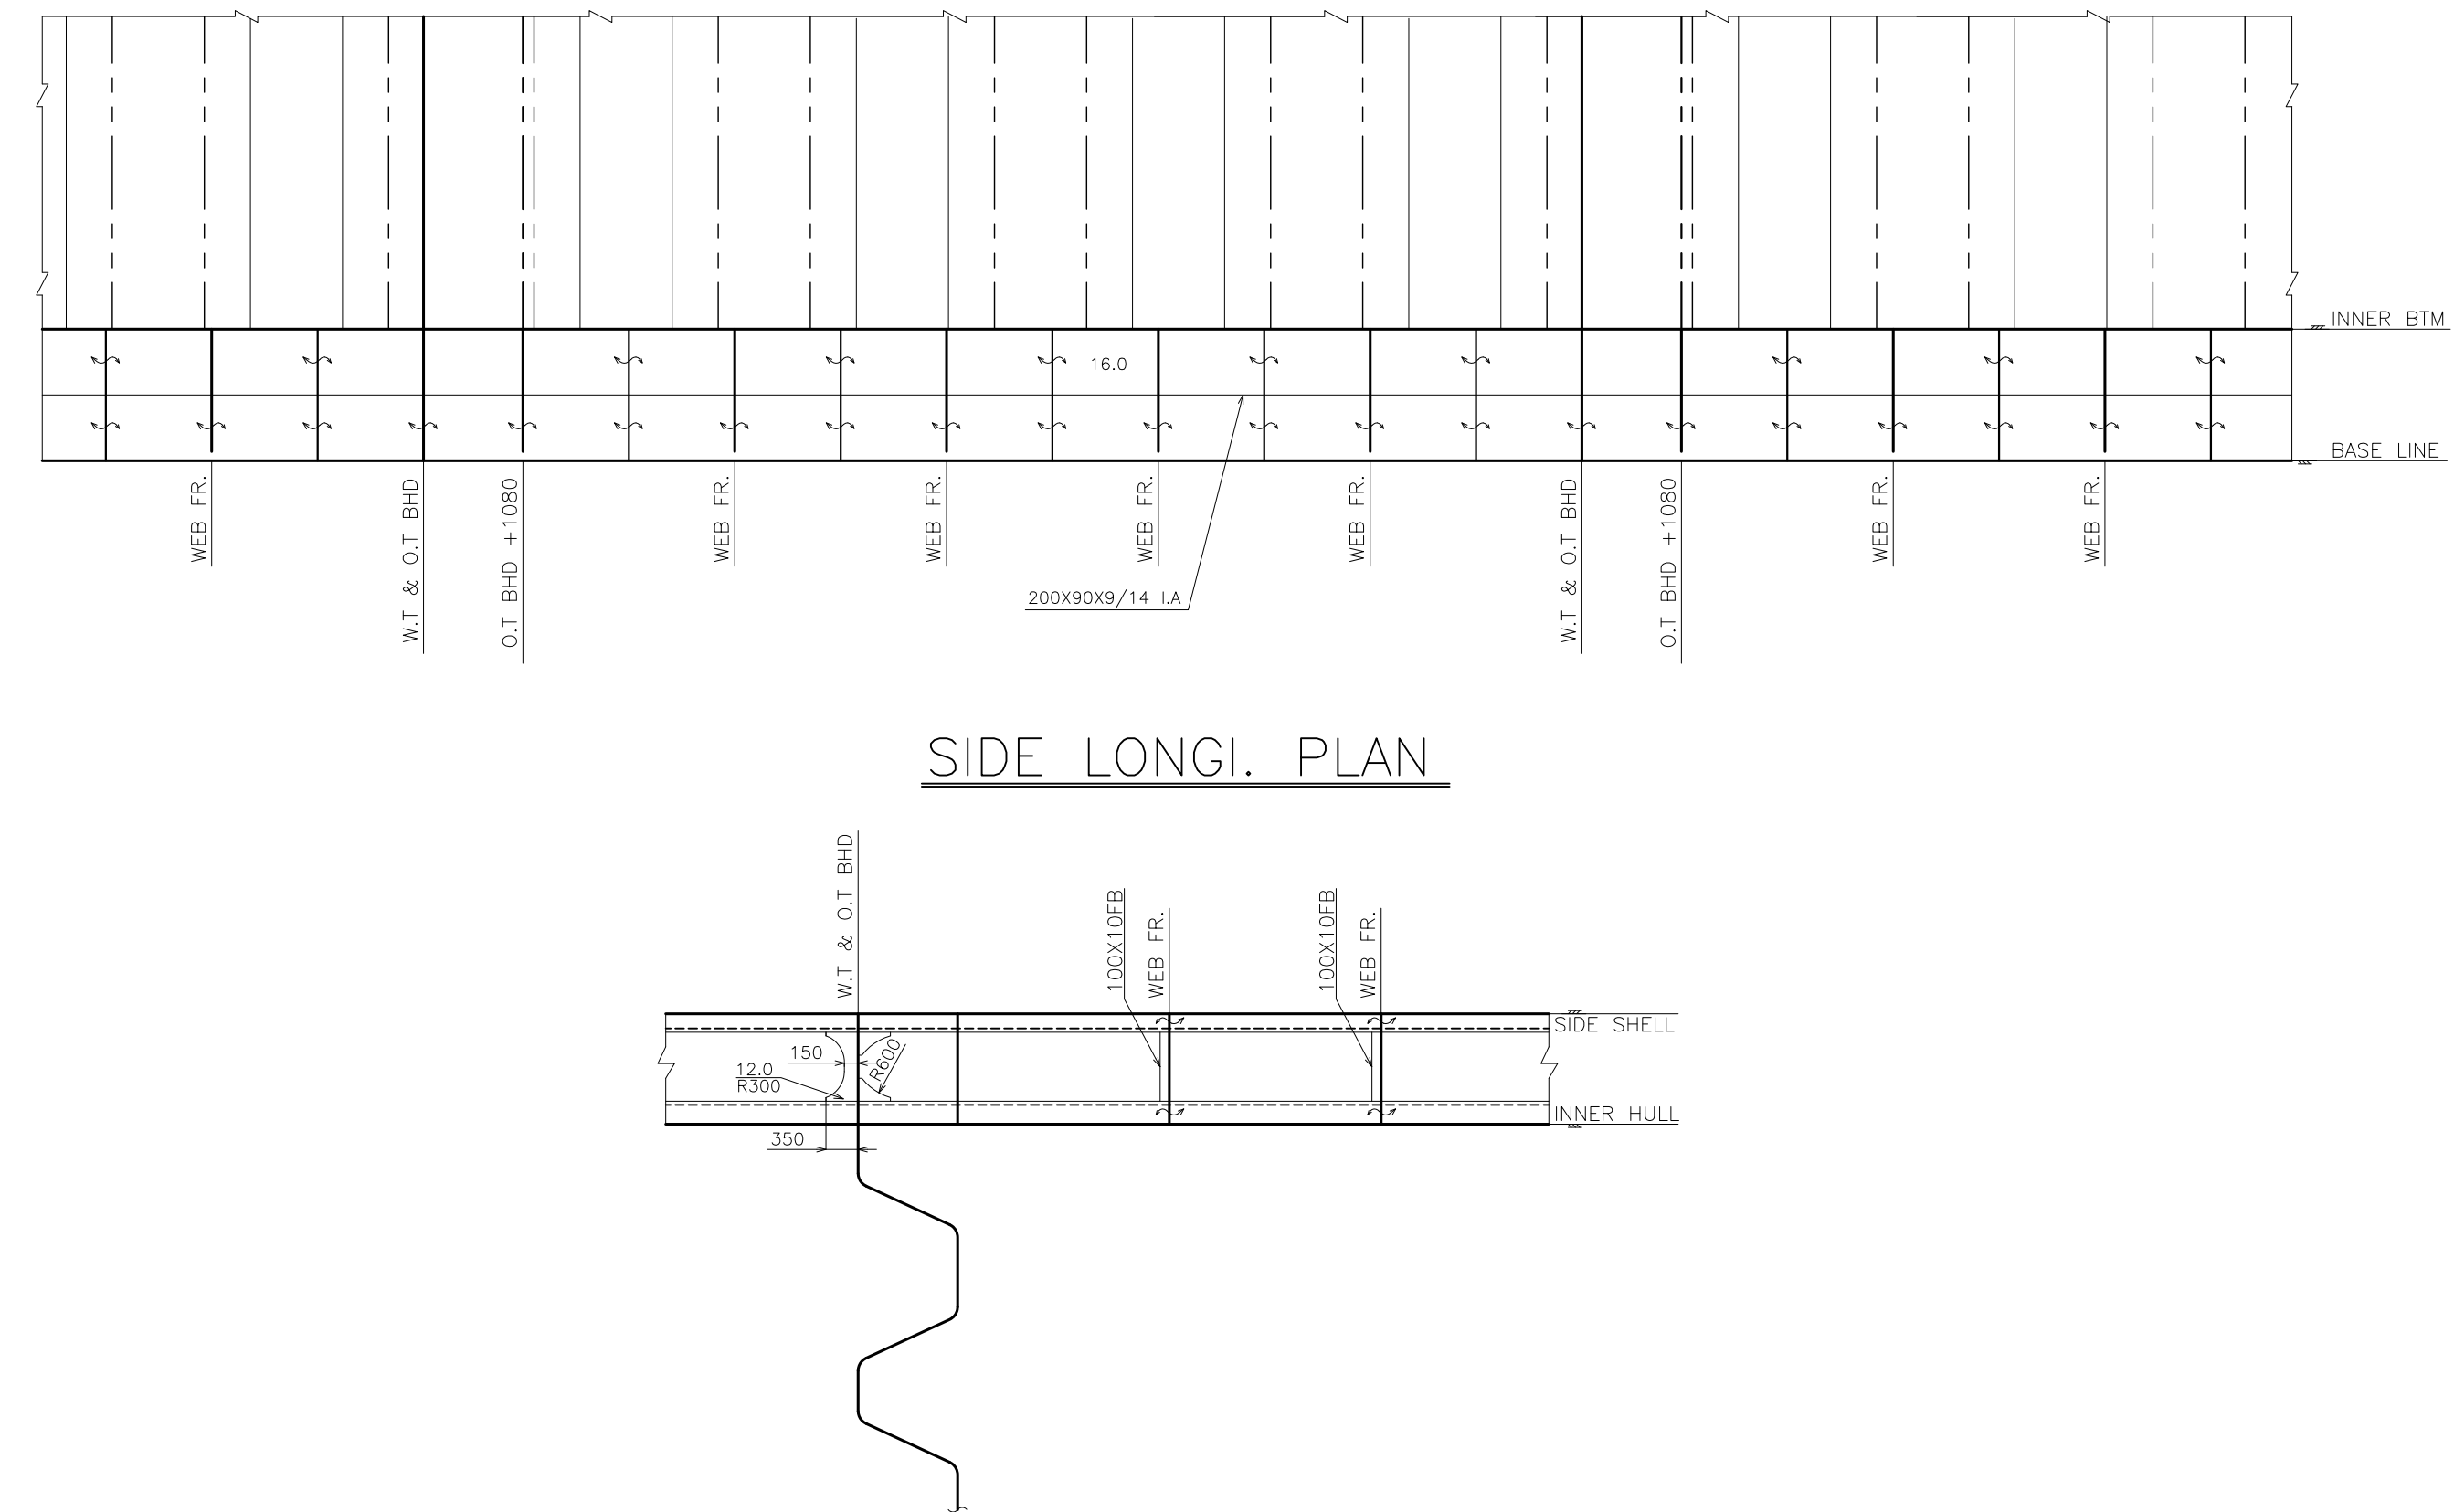 INNER BTM
16.0
BASE LINE
WEB FR.
W.T & O.T BHD
O.T BHD +1080
WEB FR.
WEB FR.
WEB FR.
WEB FR.
W.T & O.T BHD
O.T BHD +1080
WEB FR.
WEB FR.
200X90X9/14 I.A
SIDE LONGI. PLAN
W.T & O.T BHD
100X10FB
WEB FR.
100X10FB
WEB FR.
SIDE SHELL
150
R600
12.0
R300
INNER HULL
350